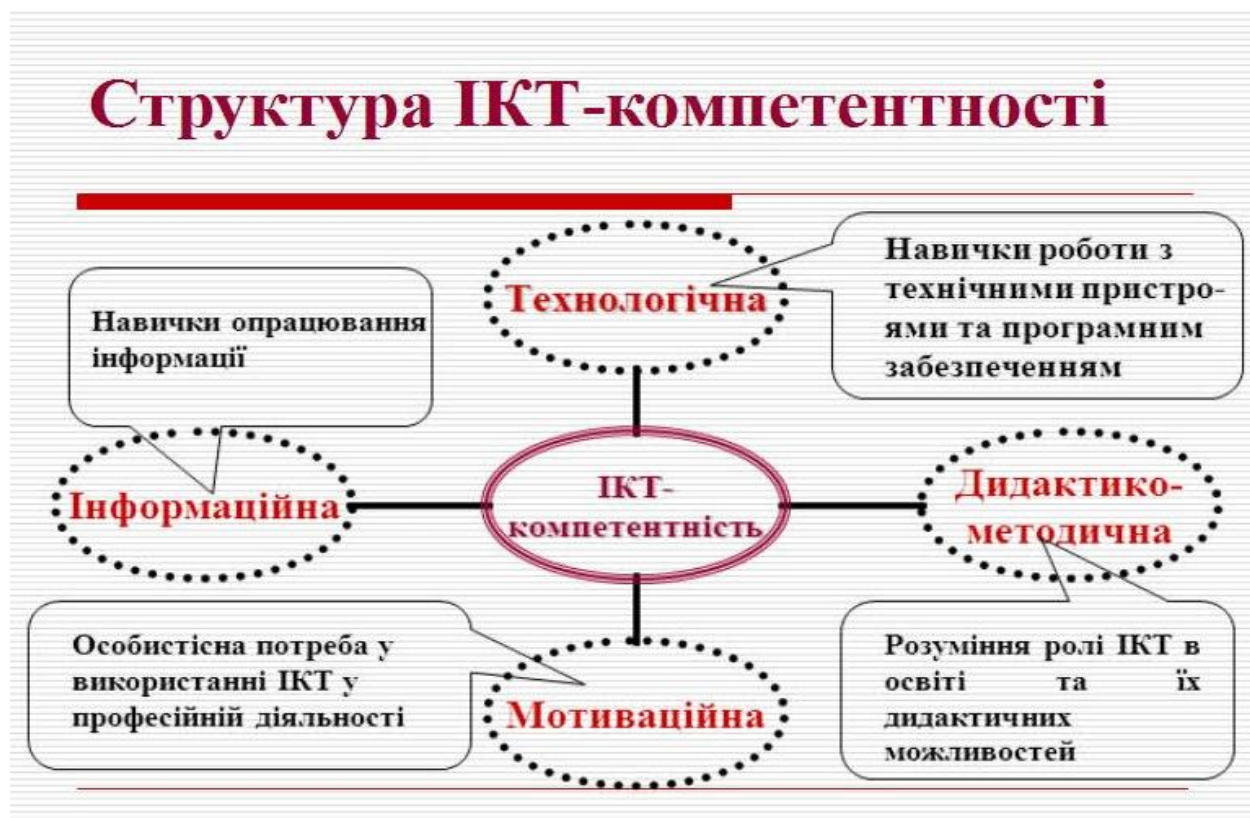 Структура ІКТ-компетентності
Навички роботи з
технічними пристро-
ями та програмним
забезпеченням
Технологічна
Навички опрацювання
інформації
Інформаційна
ІКТ-
компетентність
Дидактико-
методична
Особистісна потреба у
використанні ІКТ у
професійній діяльності
Мотиваційна
Розуміння ролі ІКТ в
освіті та їх
дидактичних
можливостей